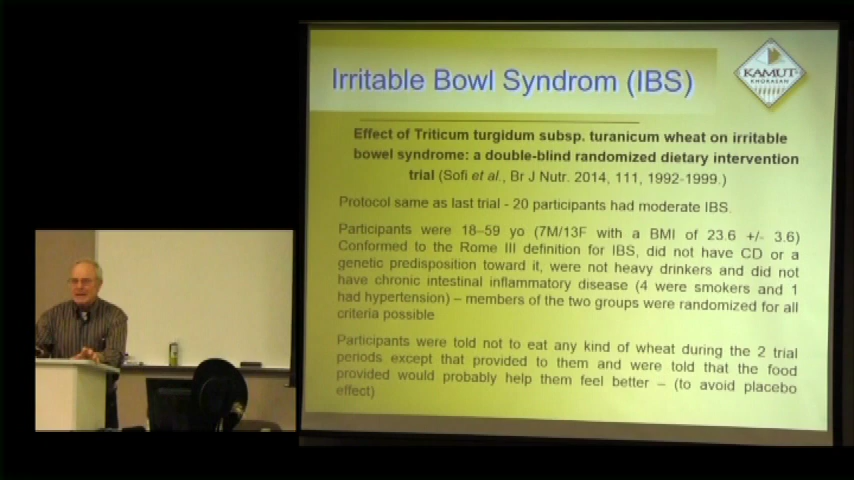 Irritable Bowl Syndrom (IBS)
KAMUT
KHORASAN
Effect of Triticum turgidum subsp. turanicum wheat on irritable
bowel syndrome: a double-blind randomized dietary intervention
trial (Sofi et al., Br J Nutr. 2014, 111, 1992-1999.)
Protocol same as last trial - 20 participants had moderate IBS.
Participants were 18–59 yo (7M/13F with a BMI of 23.6 +/- 3.6)
Conformed to the Rome III definition for IBS, did not have CD or a
genetic predisposition toward it, were not heavy drinkers and did not
have chronic intestinal inflammatory disease (4 were smokers and 1
had hypertension) – members of the two groups were randomized for all
criteria possible
Participants were told not to eat any kind of wheat during the 2 trial
periods except that provided to them and were told that the food
provided would probably help them feel better – (to avoid placebo
effect)